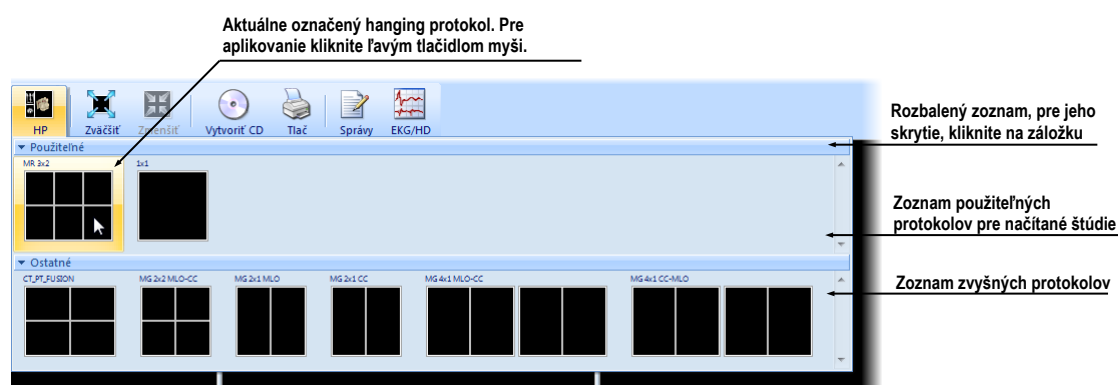 Aktuálne označený hanging protokol. Pre
aplikovanie kliknite ľavým tlačidlom myši.
HP
Zväčšiť
Zmenšiť
Vytvoriť CD
Tlač
Správy
EKG/HD
Rozbalený zoznam, pre jeho
skrytie, kliknite na záložku
Použiteľné
MR 3x2
1x1
Zoznam použiteľných
protokolov pre načítané štúdie
Ostatné
CT_PT_FUSION
MG 2x2 MLO-CC
MG 2x1 MLO
MG 2x1 CC
MG 4x1 MLO-CC
MG 4x1 CC-MLO
Zoznam zvyšných protokolov